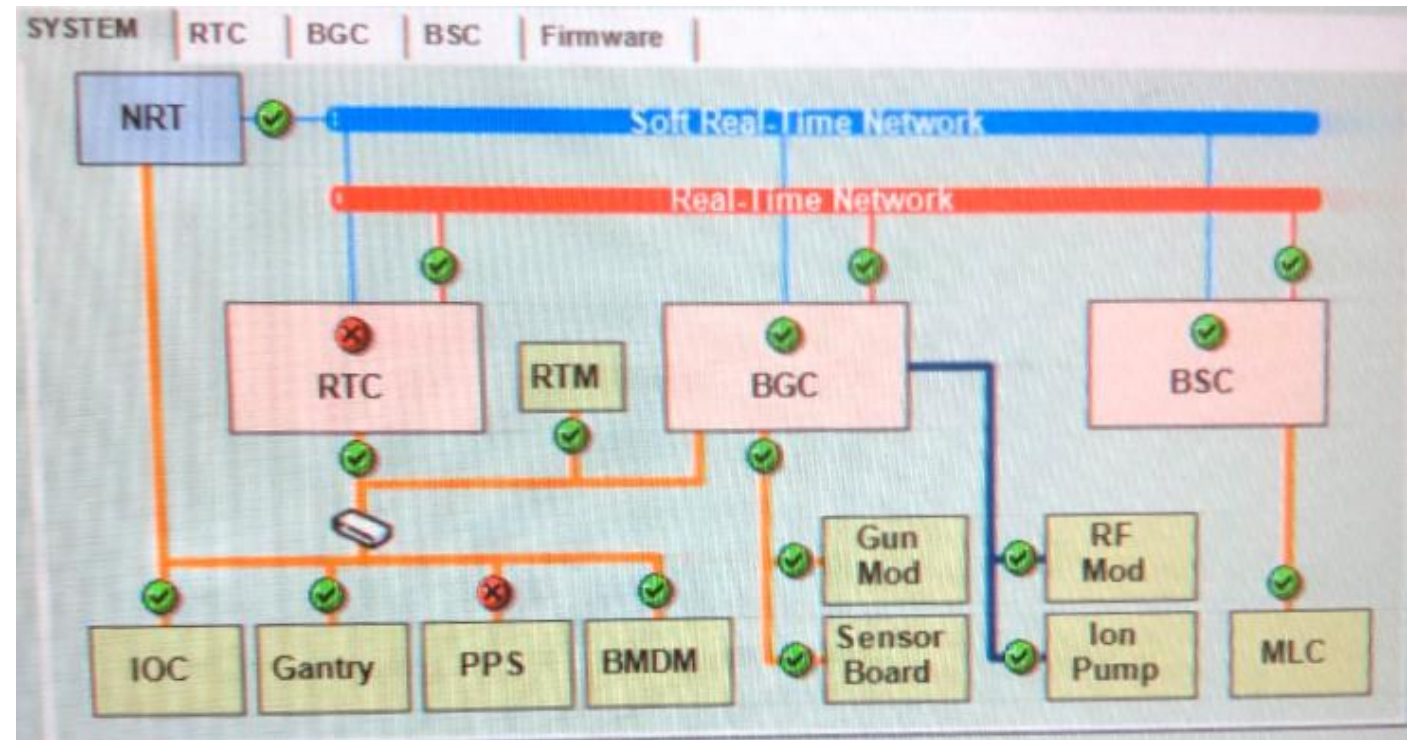 SYSTEM RTC BGC BSC Firmware
NRT
Soft Real-Time Network
Real-Time Network
RTC
RTM
BGC
BSC
Gun
Mod
RF
Mod
IOC
Gantry
PPS
BMDM
Sensor
Board
Ion
Pump
MLC